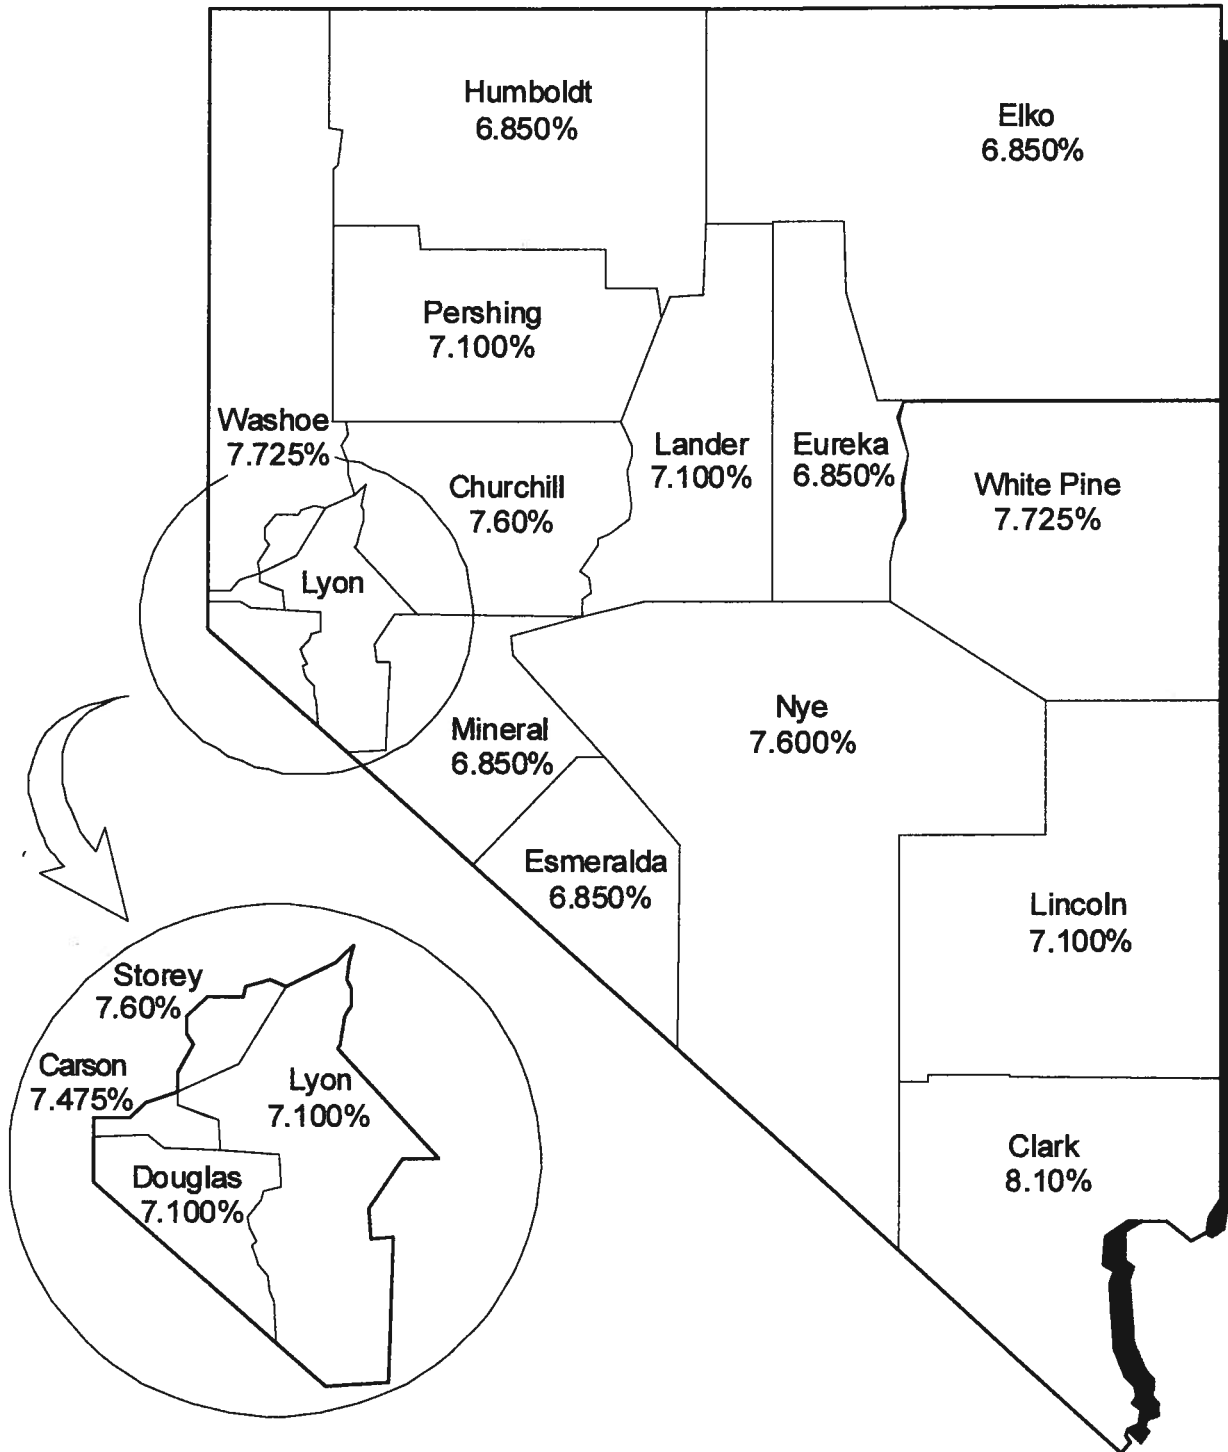 Humboldt
6.850%
Elko
6.850%
Pershing
7.100%
Washoe
7.725%
Lander
7.100%
Eureka
6.850%
Churchill
7.60%
White Pine
7.725%
Lyon
Nye
7.600%
Mineral
6.850%
Esmeralda
6.850%
Lincoln
7.100%
Storey
7.60%
Carson
7.475%
Lyon
7.100%
Douglas
7.100%
Clark
8.10%